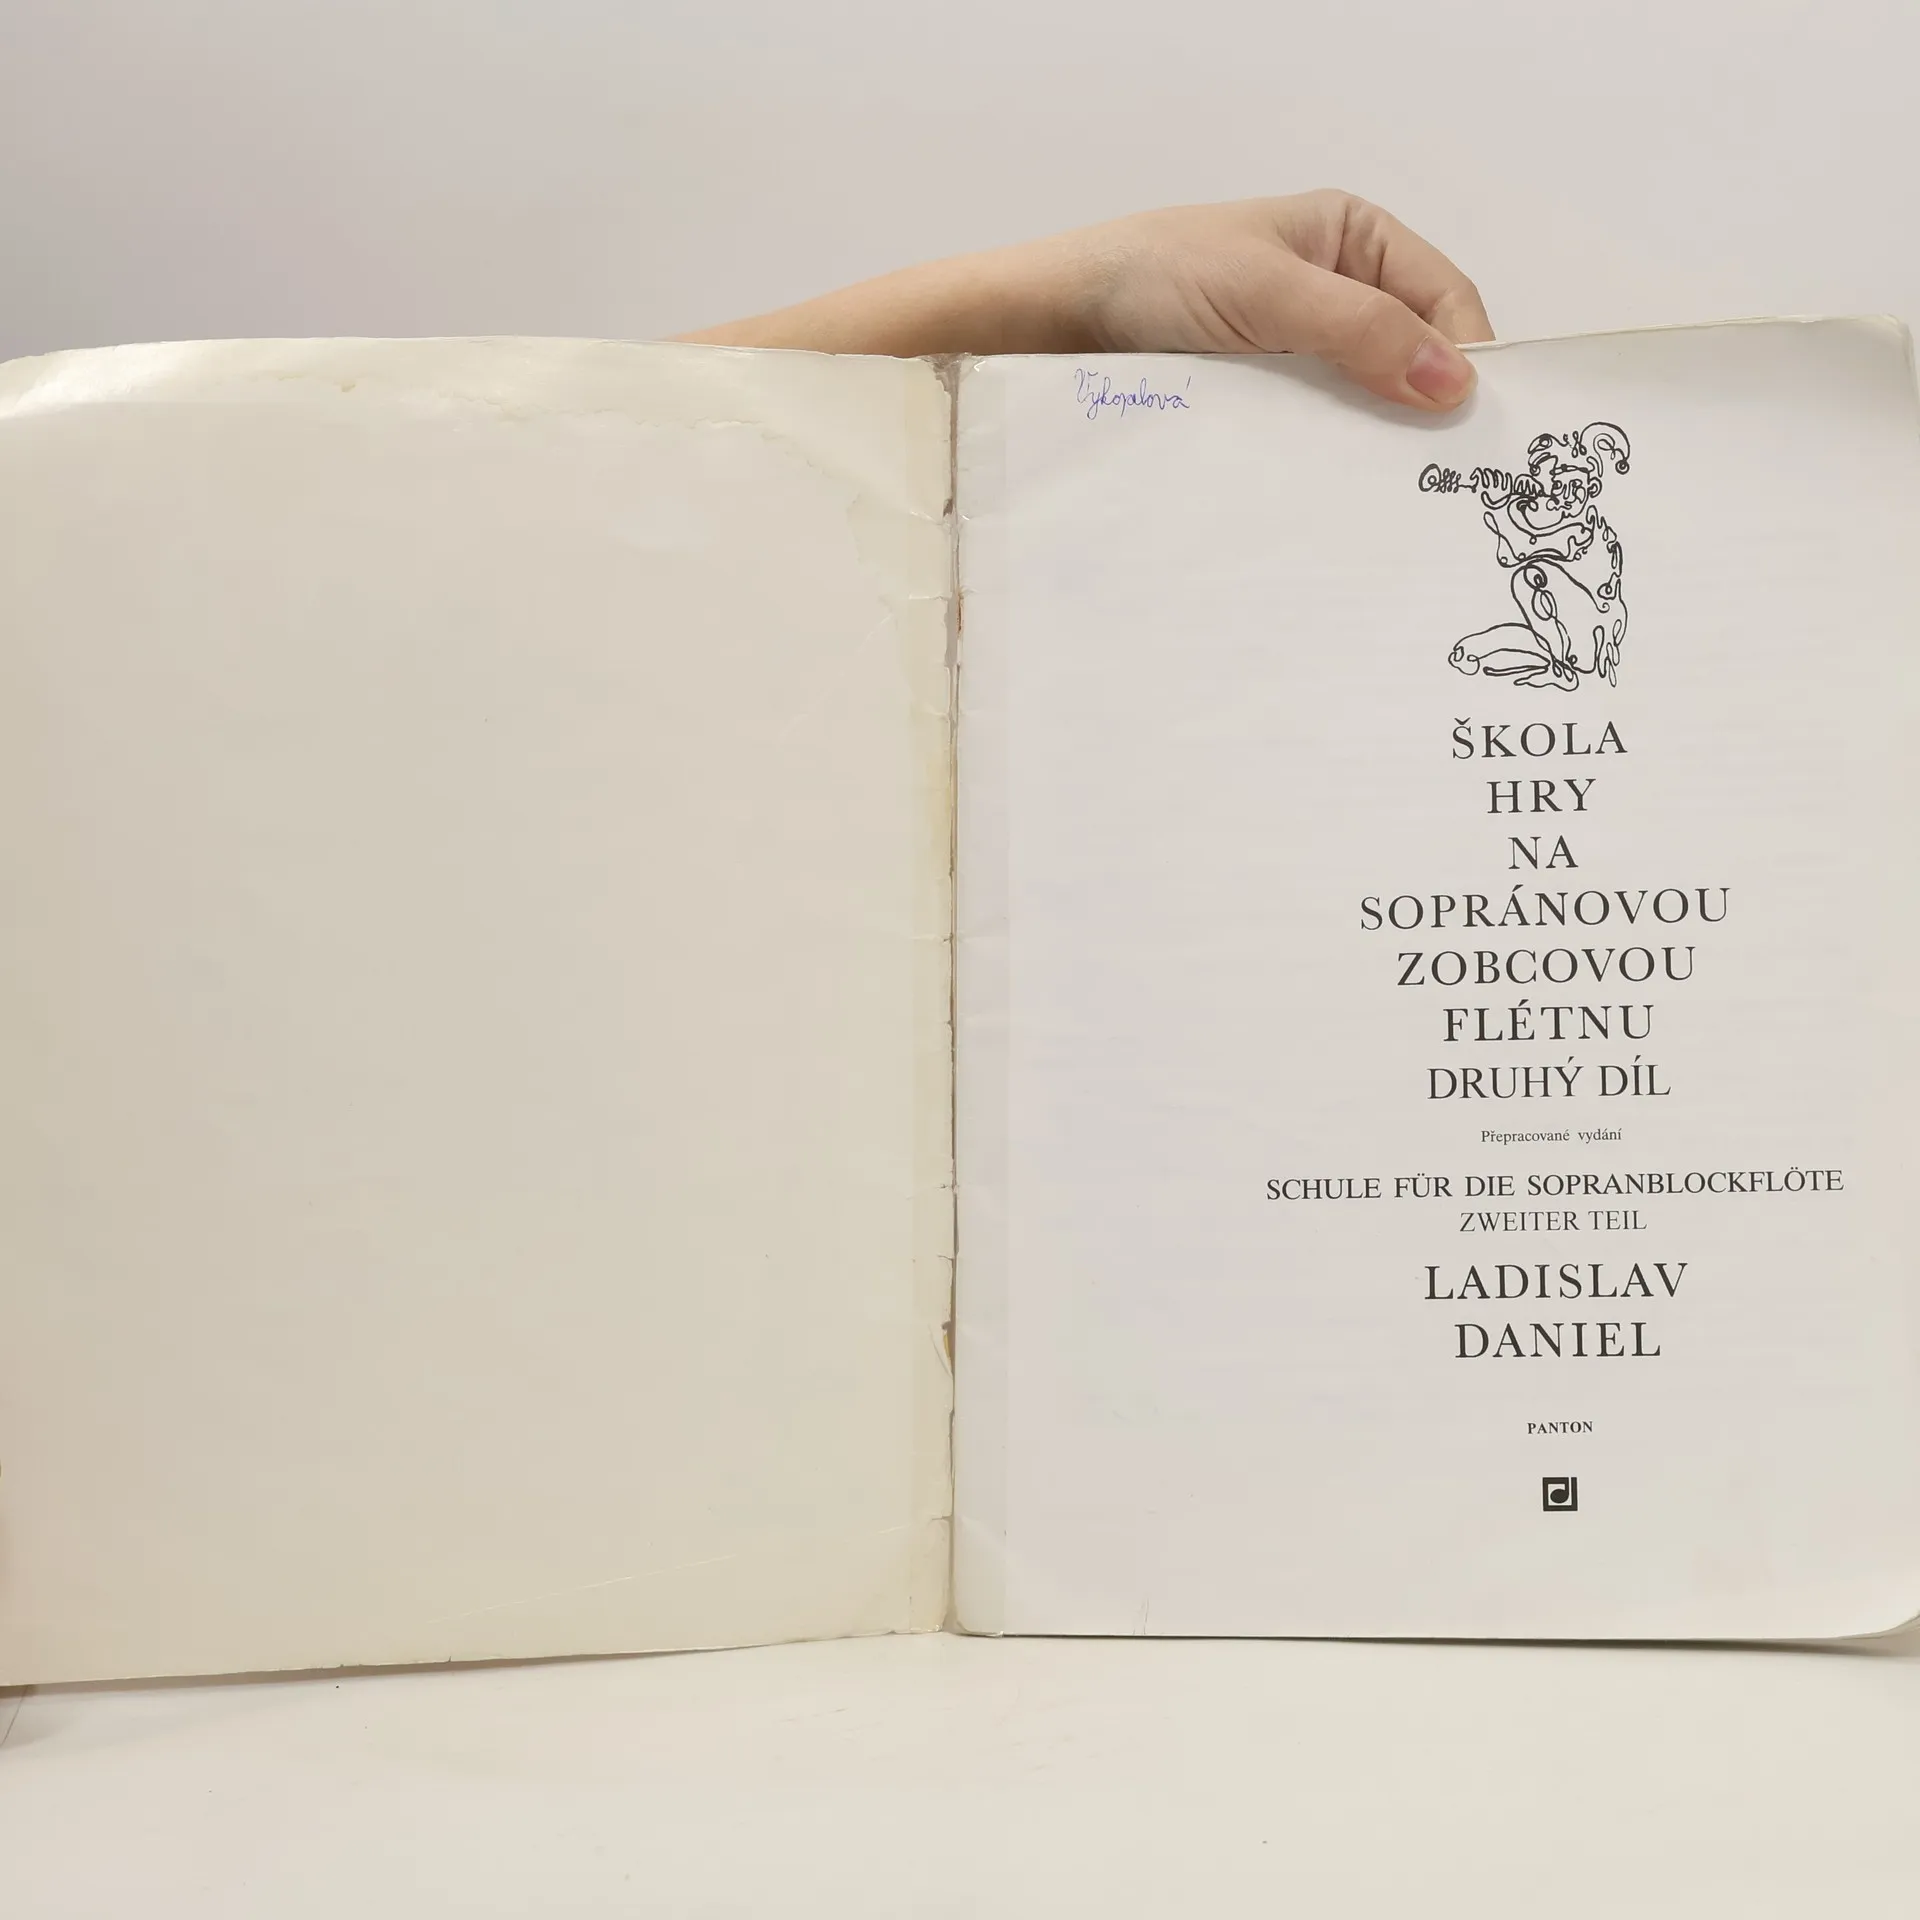 Vykopalová
ŠKOLA
HRY
NA
SOPRÁNOVOU
ZOBCOVOU
FLÉTNU
DRUHÝ DÍL
Přepracované vydání
SCHULE FÜR DIE SOPRANBLOCKFLÖTE
ZWEITER TEIL
LADISLAV
DANIEL
PANTON